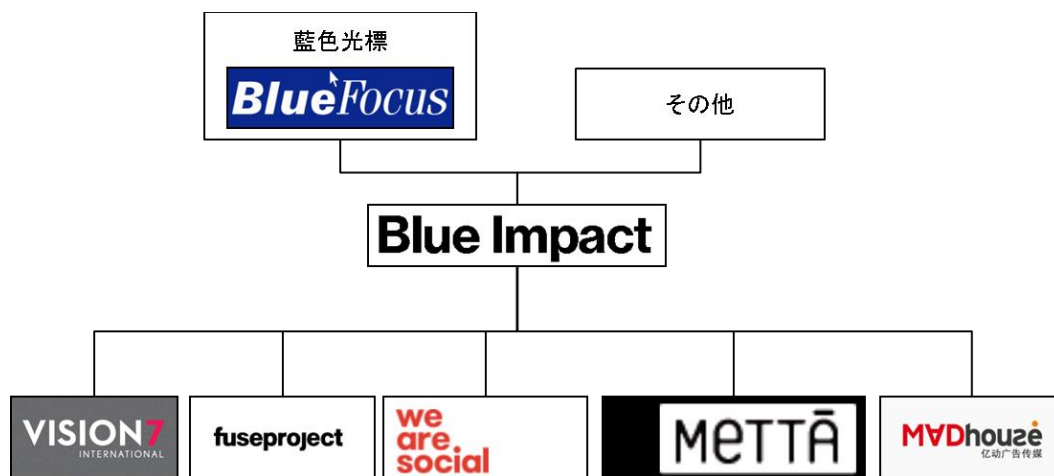 藍色光標
BlueFocus
その他
Blue Impact
VISION7
INTERNATIONAL
fuseproject
we
are
social
MeTTĀ
MADhouse
亿动广告传媒